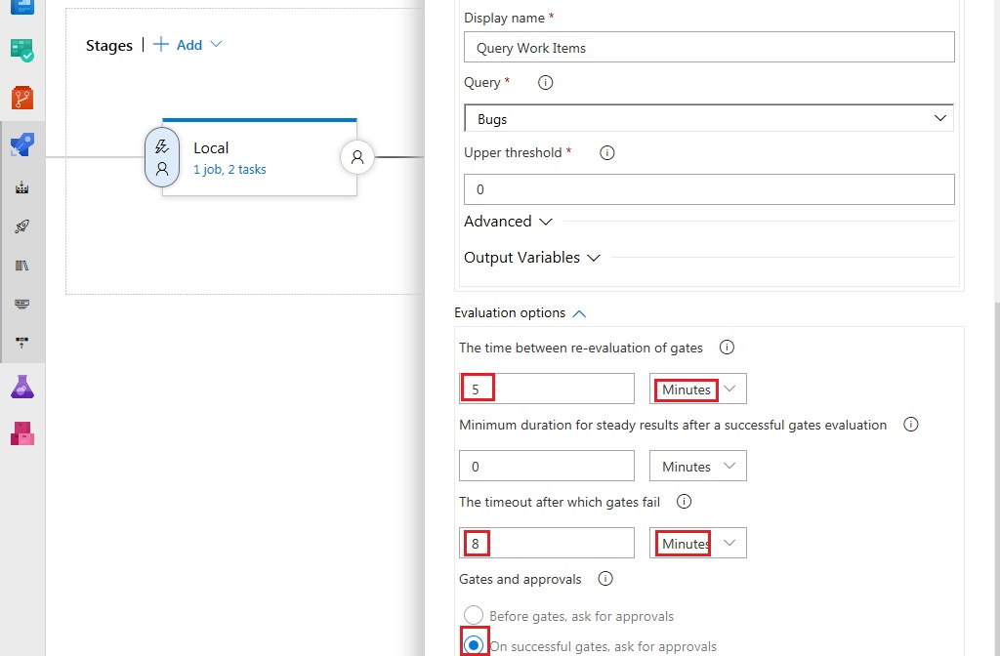 Stages | + Add
Local
1 job, 2 tasks
Display name *
Query Work Items
Query *
Bugs
Upper threshold *
0
Advanced
Output Variables
Evaluation options
The time between re-evaluation of gates
5 Minutes
Minimum duration for steady results after a successful gates evaluation
0 Minutes
The timeout after which gates fail
8 Minutes
Gates and approvals
Before gates, ask for approvals
On successful gates, ask for approvals